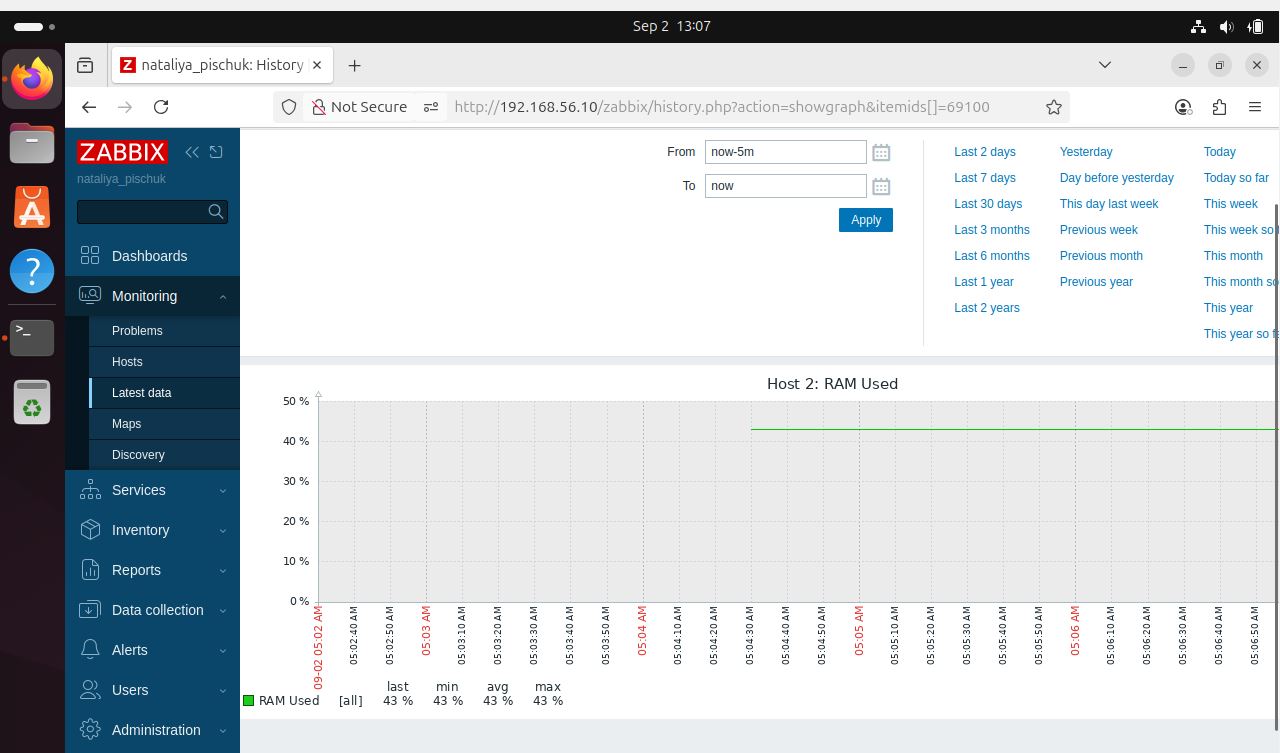 Sep 2 13:07
nataliya_pischuk: History
Not Secure
http://192.168.56.10/zabbix/history.php?action=showgraph&itemids[]=69100
ZABBIX
nataliya_pischuk
Dashboards
Monitoring
Problems
Hosts
Latest data
Maps
Discovery
Services
Inventory
Reports
Data collection
Alerts
Users
Administration
From now-5m
To now
Apply
Last 2 days Yesterday Today
Last 7 days Day before yesterday Today so far
Last 30 days This day last week This week
Last 3 months Previous week This week so
Last 6 months Previous month This month
Last 1 year Previous year This month so
Last 2 years This year
This year so
Host 2: RAM Used
50 %
40 %
30 %
20 %
10 %
0 %
09-02 05:02 AM
05:02:40 AM
05:02:50 AM
05:03 AM
05:03:10 AM
05:03:20 AM
05:03:30 AM
05:03:40 AM
05:03:50 AM
05:04 AM
05:04:10 AM
05:04:20 AM
05:04:30 AM
05:04:40 AM
05:04:50 AM
05:05 AM
05:05:10 AM
05:05:20 AM
05:05:30 AM
05:05:40 AM
05:05:50 AM
05:06 AM
05:06:10 AM
05:06:20 AM
05:06:30 AM
05:06:40 AM
05:06:50 AM
last min avg max
RAM Used [all] 43 % 43 % 43 % 43 %